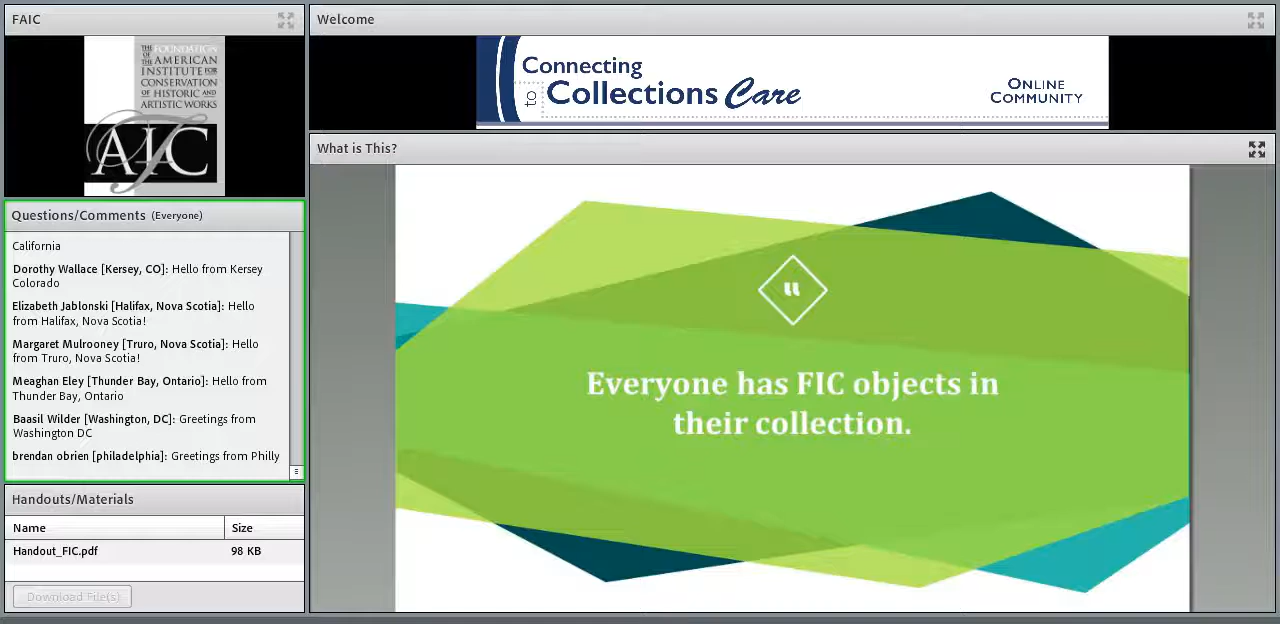 FAIC
THE FOUNDATION
OF THE AMERICAN
INSTITUTE FOR
CONSERVATION
OF HISTORIC AND
ARTISTIC WORKS
AIC
Questions/Comments (Everyone)
California
Dorothy Wallace [Kersey, CO]: Hello from Kersey
Colorado
Elizabeth Jablonski [Halifax, Nova Scotia]: Hello
from Halifax, Nova Scotia!
Margaret Mulrooney [Truro, Nova Scotia]: Hello
from Truro, Nova Scotia!
Meaghan Eley [Thunder Bay, Ontario]: Hello from
Thunder Bay, Ontario
Baasil Wilder [Washington, DC]: Greetings from
Washington DC
brendan obrien [philadelphia]: Greetings from Philly
Handouts/Materials
Name Size
Handout_FIC.pdf 98 KB
Download File(s)
Welcome
Connecting
to Collections Care
ONLINE
COMMUNITY
What is This?
“
Everyone has FIC objects in
their collection.